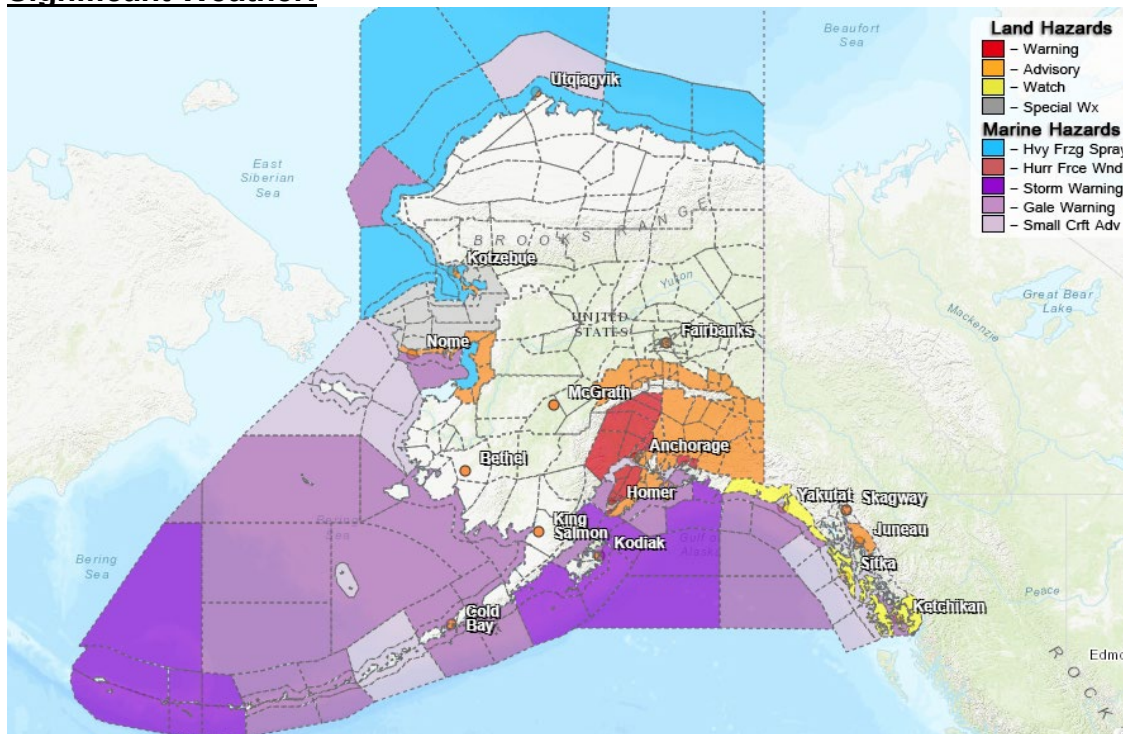 Significant Weather:
Land Hazards
– Warning
– Advisory
– Watch
– Special Wx
Marine Hazards
– Hvy Frzg Spray
– Hurr Frce Wnd
– Storm Warning
– Gale Warning
– Small Crft Adv
Beaufort
Sea
Utqiagvik
East
Siberian
Sea
BROOKS RANGE
Kotzebue
Great Bear
Lake
Yukon
Mackenzie
UNITED
STATES
Fairbanks
Nome
McGrath
Anchorage
Bethel
Homer
Yakutat
Skagway
King
Salmon
Juneau
Kodiak
Gulf of
Alaska
Sitka
Bering
Sea
Sea
Peace
Cold
Bay
Ketchikan
Edmo
ROCK